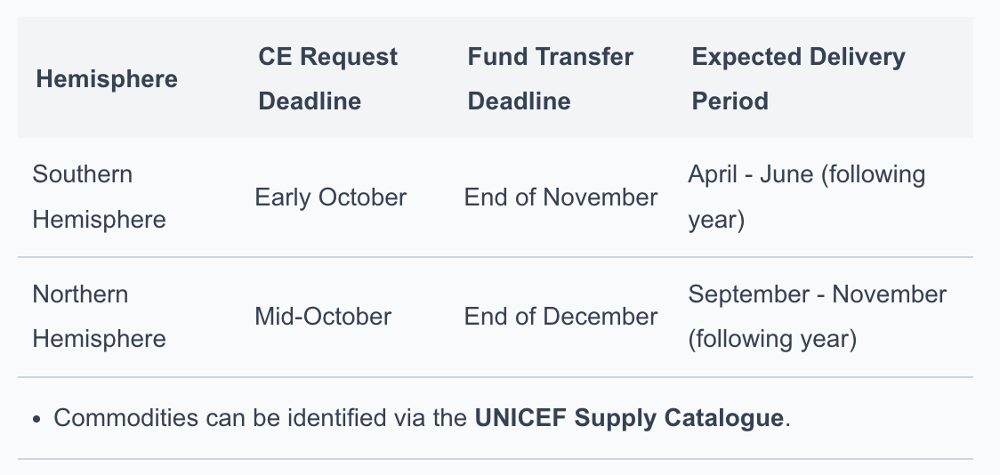 Hemisphere
CE Request
Deadline
Fund Transfer
Deadline
Expected Delivery
Period
Southern
Hemisphere
Early October
End of November
April - June (following
year)
Northern
Hemisphere
Mid-October
End of December
September - November
(following year)
• Commodities can be identified via the UNICEF Supply Catalogue.